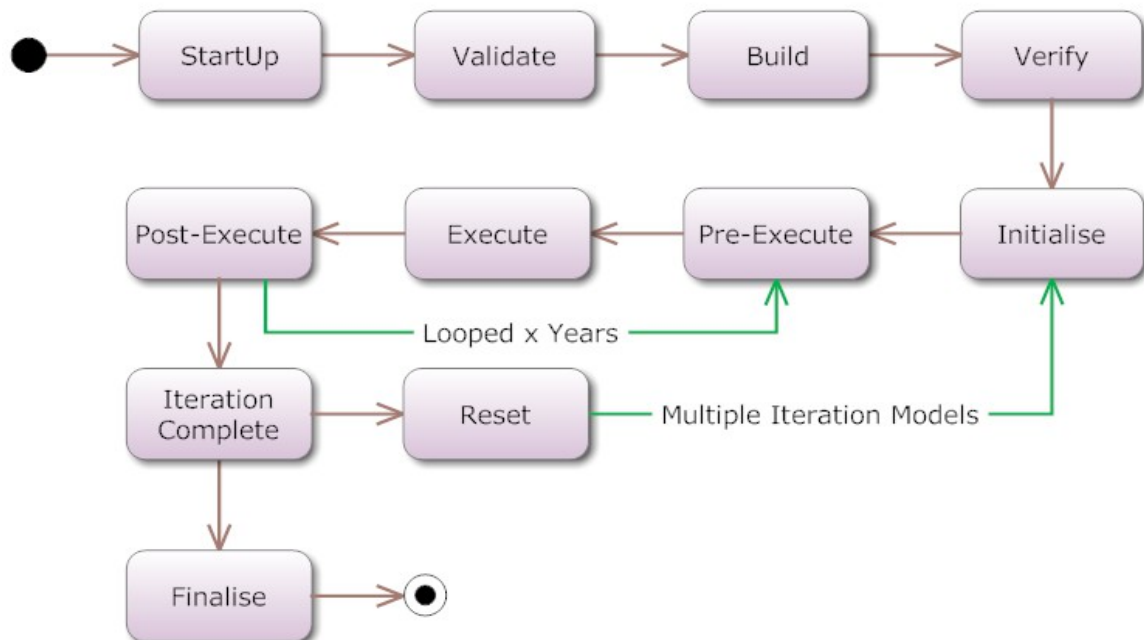 StartUp
Validate
Build
Verify
Post-Execute
Execute
Pre-Execute
Initialise
Looped x Years
Iteration
Complete
Reset
Multiple Iteration Models
Finalise